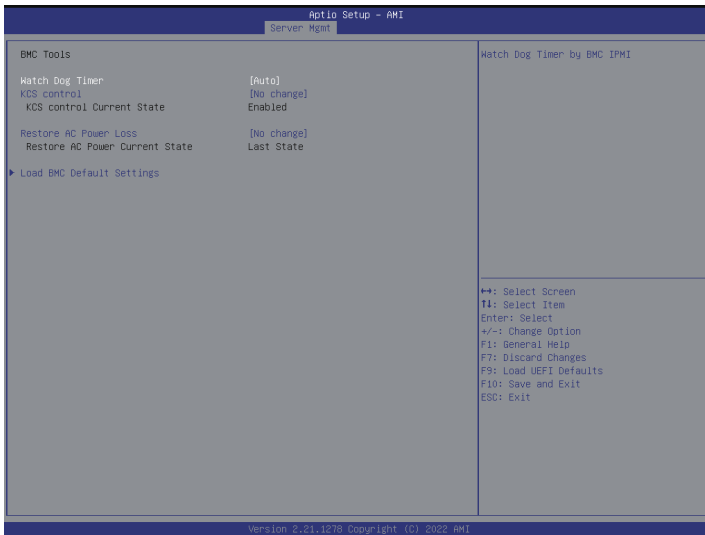 Aptio Setup - AMI
Server Mgmt
BMC Tools
Watch Dog Timer [Auto]
KCS control [No change]
KCS control Current State Enabled
Restore AC Power Loss [No change]
Restore AC Power Current State Last State
Load BMC Default Settings
Watch Dog Timer by BMC IPMI
↔: Select Screen
↑↓: Select Item
Enter: Select
+/-: Change Option
F1: General Help
F7: Discard Changes
F9: Load UEFI Defaults
F10: Save and Exit
ESC: Exit
Version 2.21.1278 Copyright (C) 2022 AMI